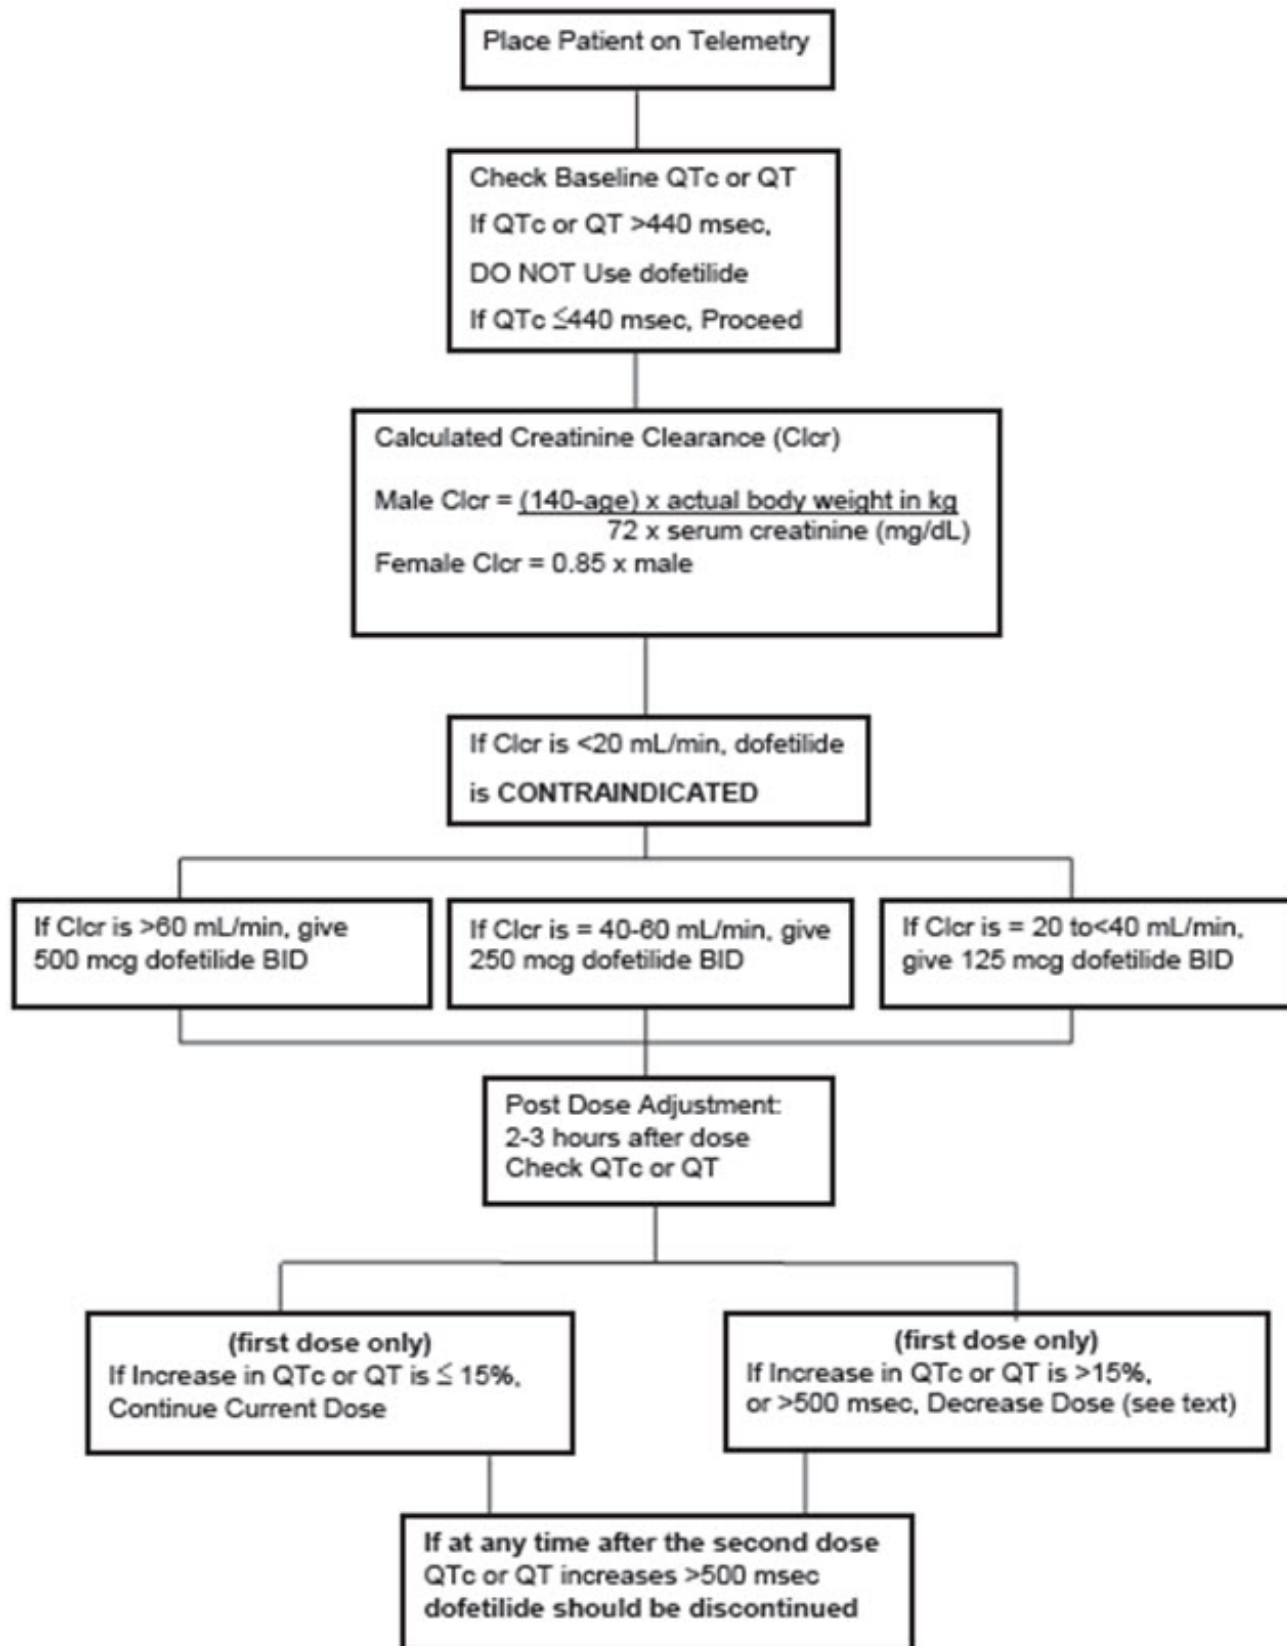 Place Patient on Telemetry
Check Baseline QTc or QT
If QTc or QT >440 msec,
DO NOT Use dofetilide
If QTc ≤440 msec, Proceed
Calculated Creatinine Clearance (Clcr)
Male Clcr = (140-age) x actual body weight in kg
72 x serum creatinine (mg/dL)
Female Clcr = 0.85 x male
If Clcr is <20 mL/min, dofetilide
is CONTRAINDICATED
If Clcr is >60 mL/min, give
500 mcg dofetilide BID
If Clcr is = 40-60 mL/min, give
250 mcg dofetilide BID
If Clcr is = 20 to<40 mL/min,
give 125 mcg dofetilide BID
Post Dose Adjustment:
2-3 hours after dose
Check QTc or QT
(first dose only)
If Increase in QTc or QT is ≤ 15%,
Continue Current Dose
(first dose only)
If Increase in QTc or QT is >15%,
or >500 msec, Decrease Dose (see text)
If at any time after the second dose
QTc or QT increases >500 msec
dofetilide should be discontinued